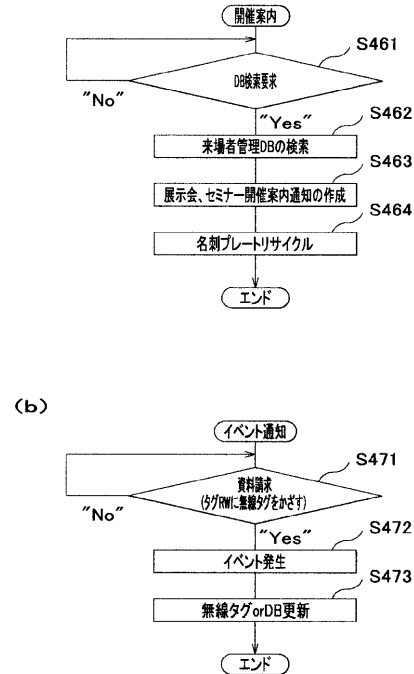 開催案内
S461
DB検索要求
"No"
"Yes"
S462
来場者管理DBの検索
S463
展示会、セミナー開催案内通知の作成
S464
名刺プレートリサイクル
エンド
(b)
イベント通知
S471
資料請求
(タグRWに無線タグをかざす)
"No"
"Yes"
S472
イベント発生
S473
無線タグorDB更新
エンド